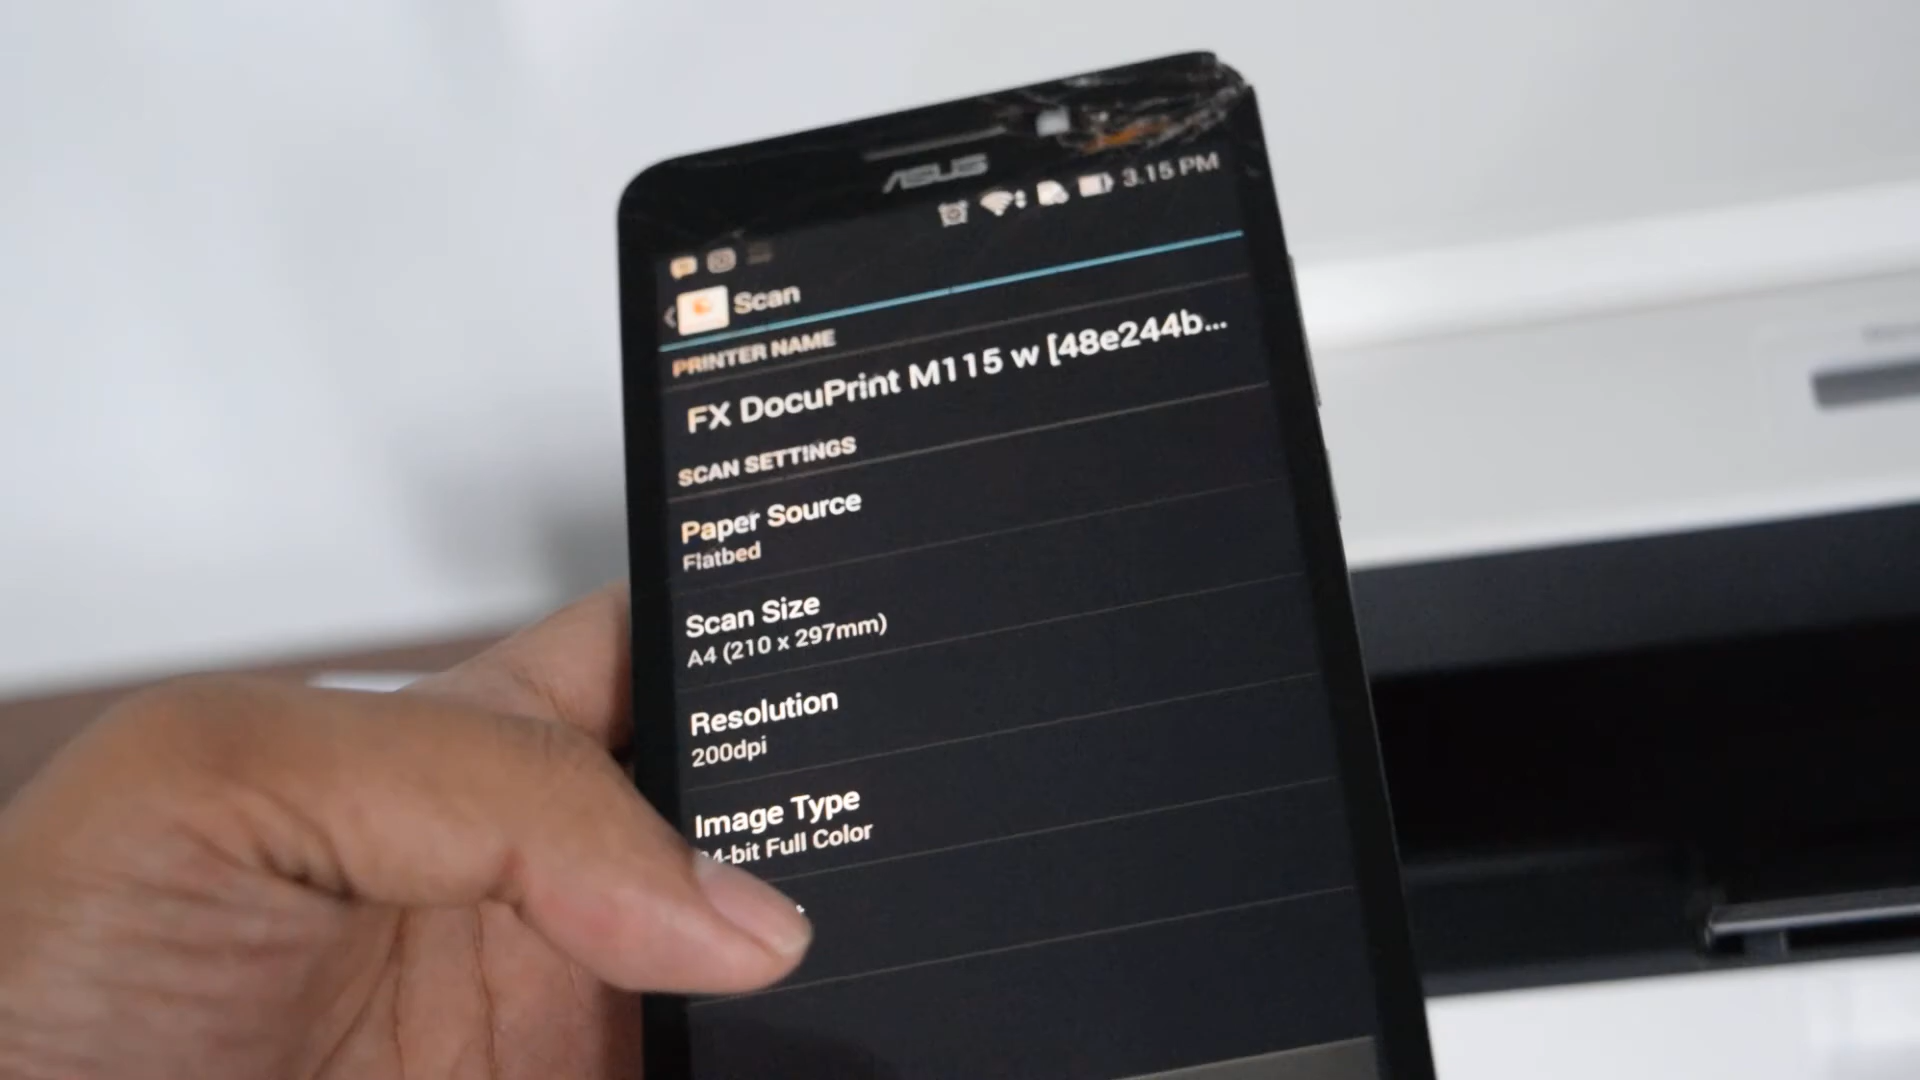 ASUS
3.15 PM
Scan
PRINTER NAME
FX DocuPrint M115 w [48e244b...
SCAN SETTINGS
Paper Source
Flatbed
Scan Size
A4 (210 x 297mm)
Resolution
200dpi
Image Type
4-bit Full Color